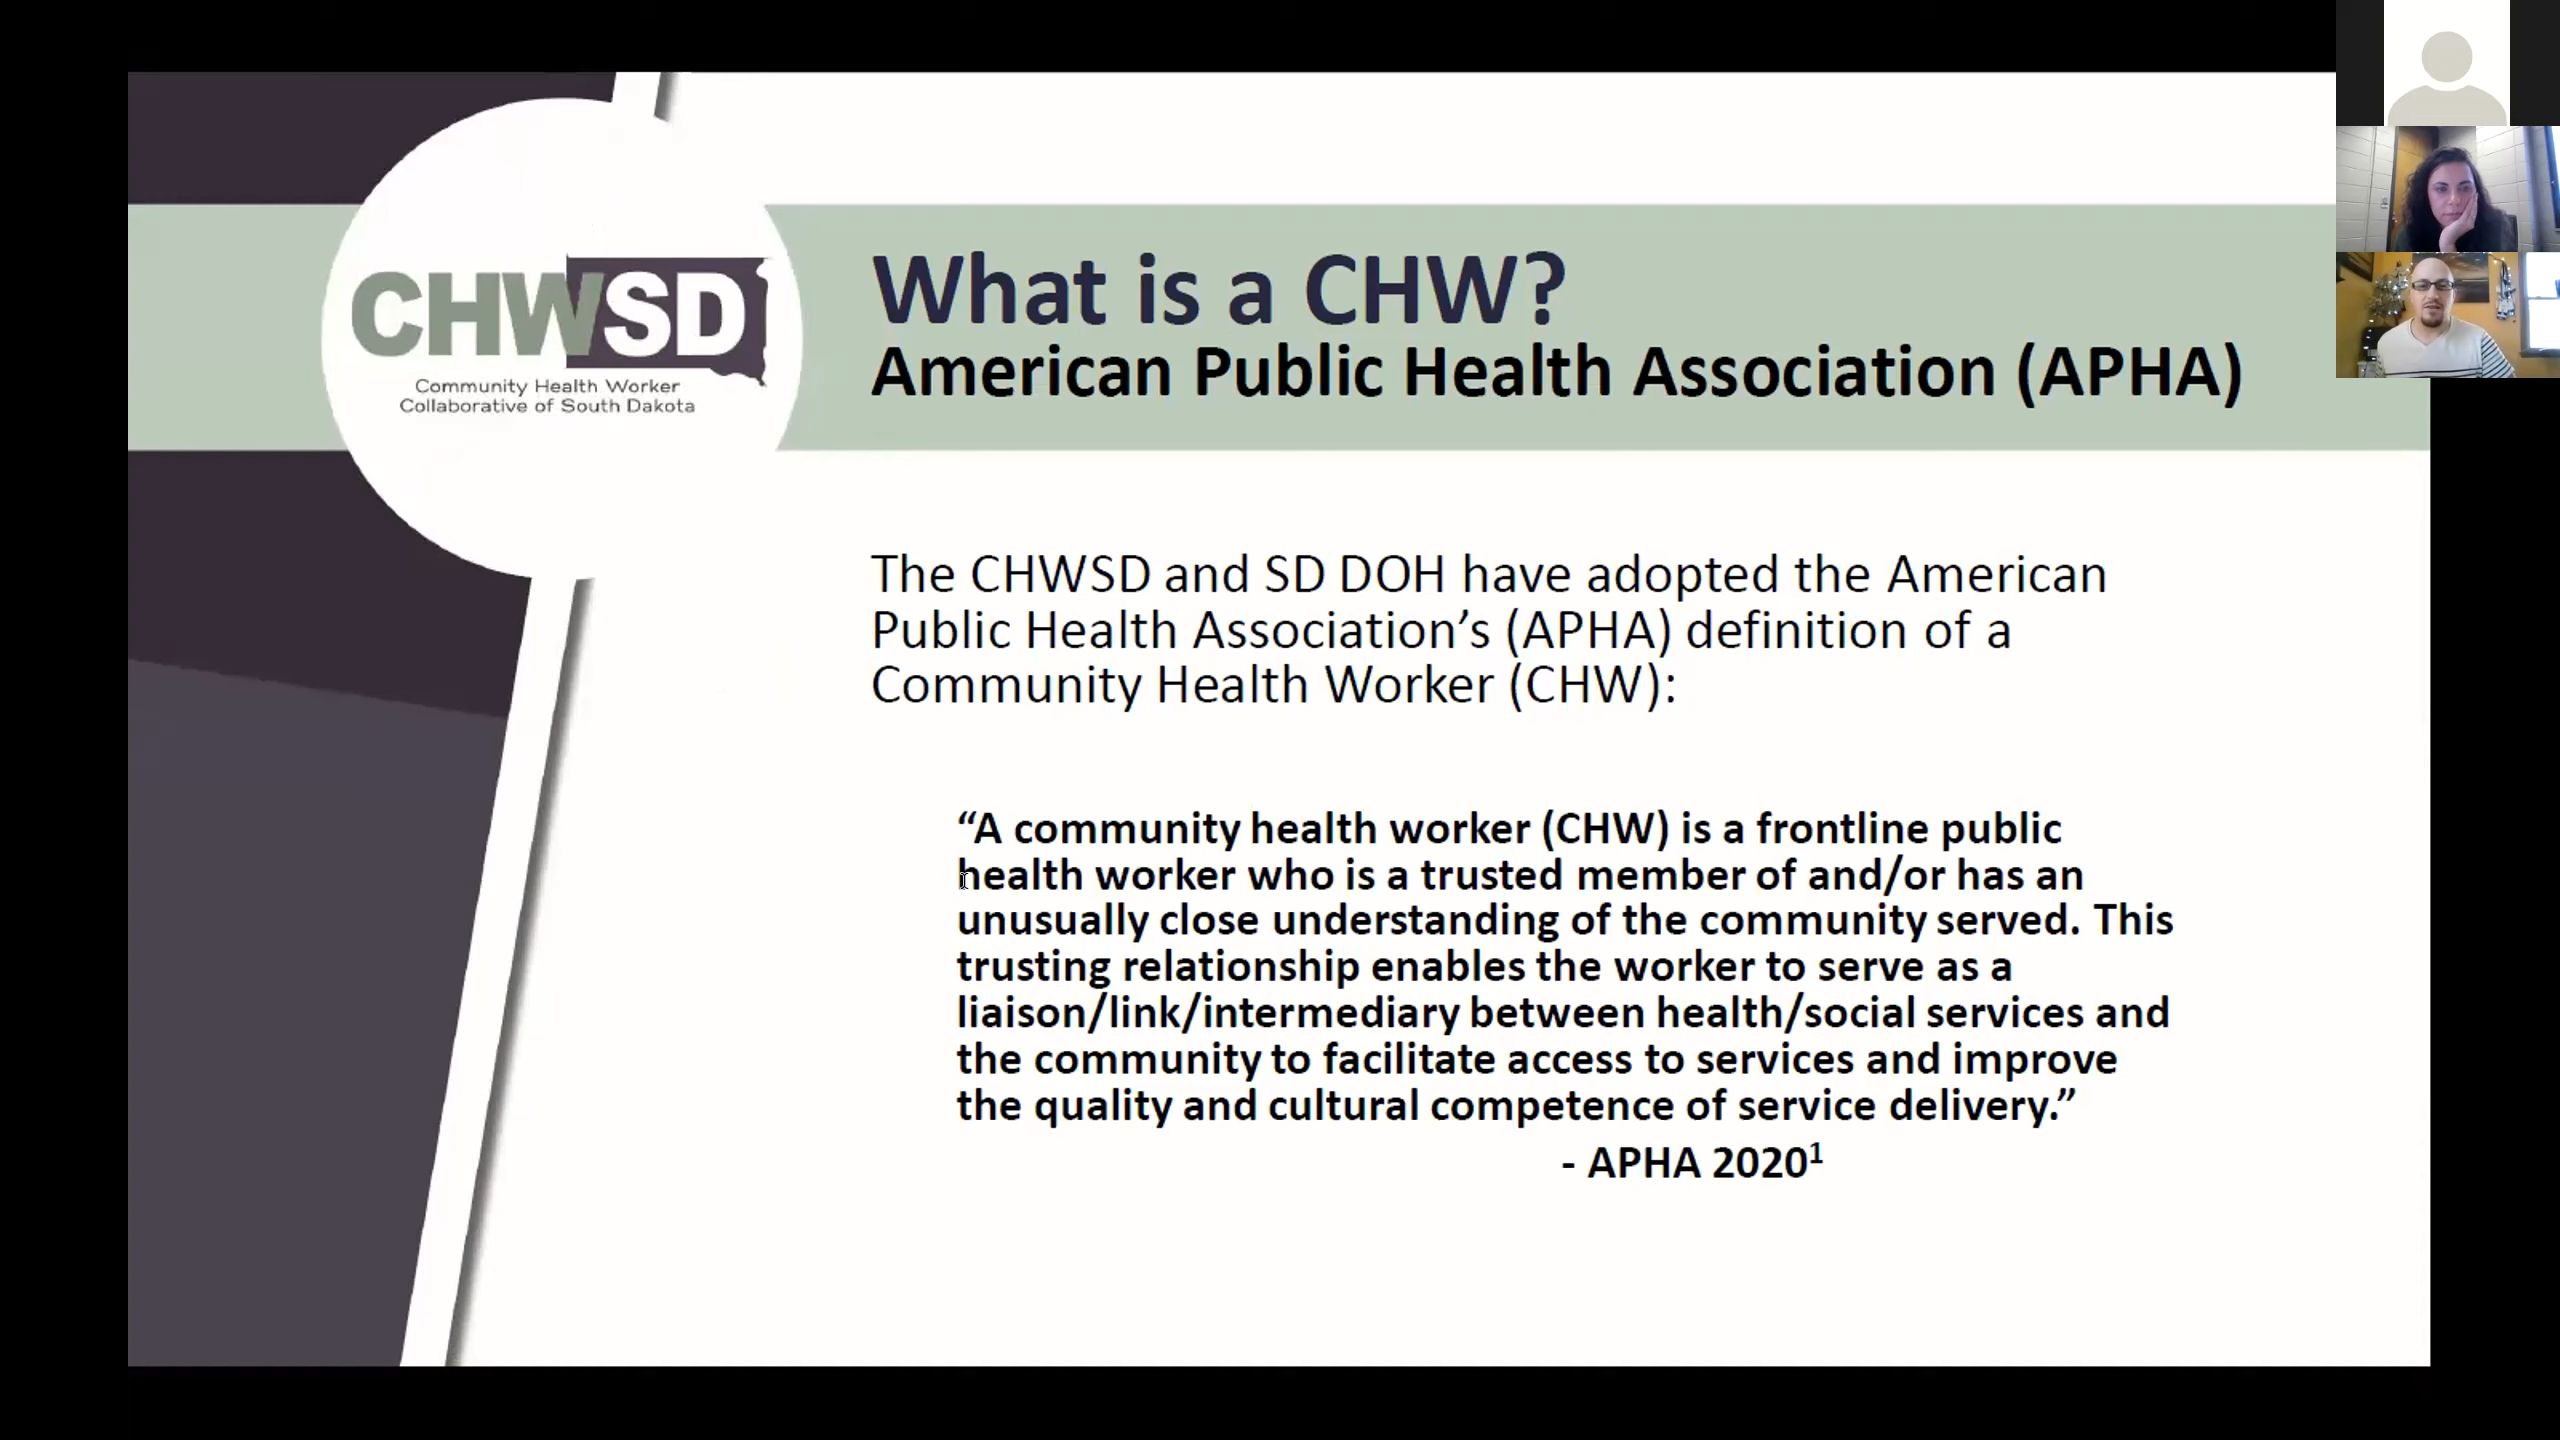 CHWSD
Community Health Worker
Collaborative of South Dakota
What is a CHW?
American Public Health Association (APHA)
The CHWSD and SD DOH have adopted the American
Public Health Association’s (APHA) definition of a
Community Health Worker (CHW):
“A community health worker (CHW) is a frontline public
health worker who is a trusted member of and/or has an
unusually close understanding of the community served. This
trusting relationship enables the worker to serve as a
liaison/link/intermediary between health/social services and
the community to facilitate access to services and improve
the quality and cultural competence of service delivery.”
- APHA 2020¹